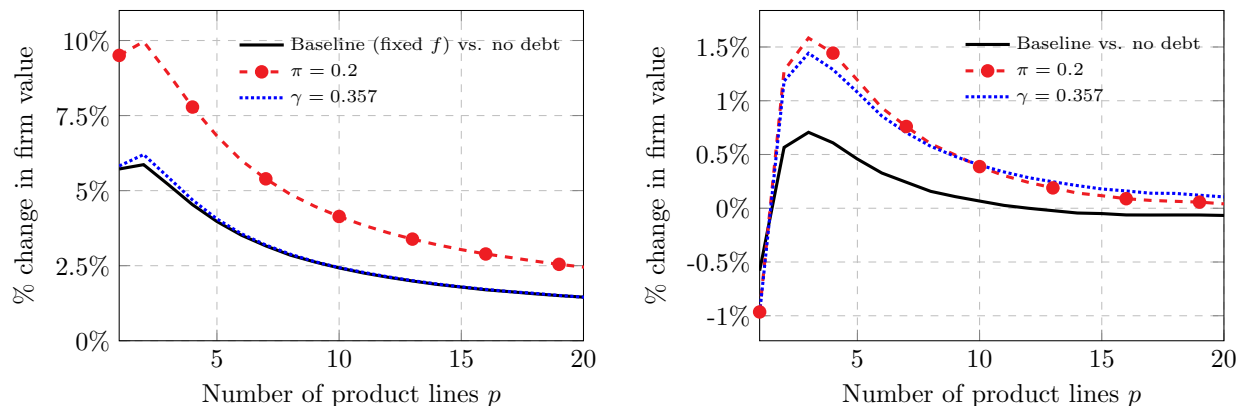 % change in firm value
10%
7.5%
5%
2.5%
0%
Baseline (fixed f) vs. no debt
π = 0.2
γ = 0.357
5
10
15
20
Number of product lines p
% change in firm value
1.5%
1%
0.5%
0%
-0.5%
-1%
Baseline vs. no debt
π = 0.2
γ = 0.357
5
10
15
20
Number of product lines p